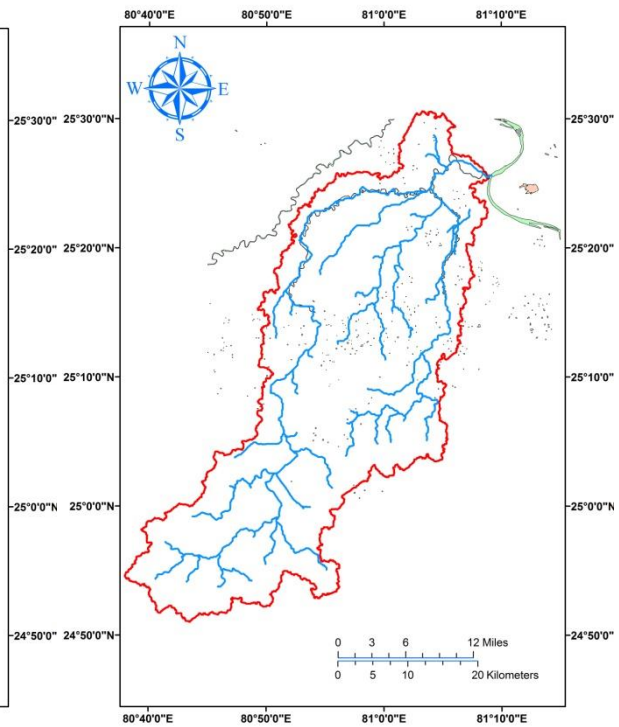 80°40'0"E 80°50'0"E 81°0'0"E 81°10'0"E
N
W E
S
25°30'0" 25°30'0"N 25°30'0"N
25°20'0" 25°20'0"N 25°20'0"N
25°10'0" 25°10'0"N 25°10'0"N
25°0'0"N 25°0'0"N 25°0'0"N
24°50'0" 24°50'0"N 24°50'0"N
0 3 6 12 Miles
0 5 10 20 Kilometers
80°40'0"E 80°50'0"E 81°0'0"E 81°10'0"E